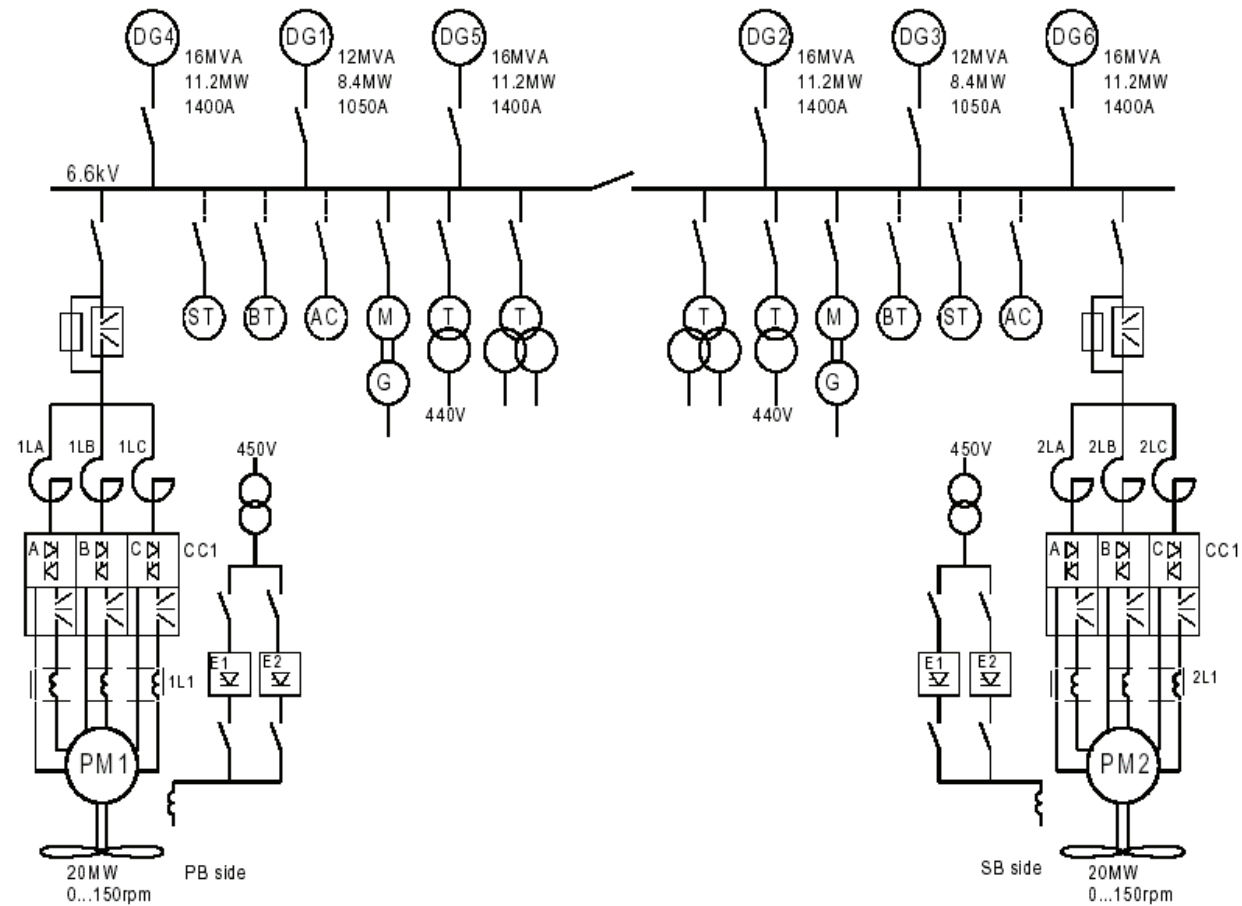 DG4
16MVA
11.2MW
1400A
DG1
12MVA
8.4MW
1050A
DG5
16MVA
11.2MW
1400A
DG2
16MVA
11.2MW
1400A
DG3
12MVA
8.4MW
1050A
DG6
16MVA
11.2MW
1400A
6.6kV
ST
BT
AC
M
T
T
G
440V
T
T
M
BT
ST
AC
G
440V
1LA
1LB
1LC
450V
A
B
C
CC1
E1
E2
1L1
PM1
20MW
0...150rpm
PB side
450V
2LA
2LB
2LC
A
B
C
CC1
E1
E2
2L1
PM2
SB side
20MW
0...150rpm